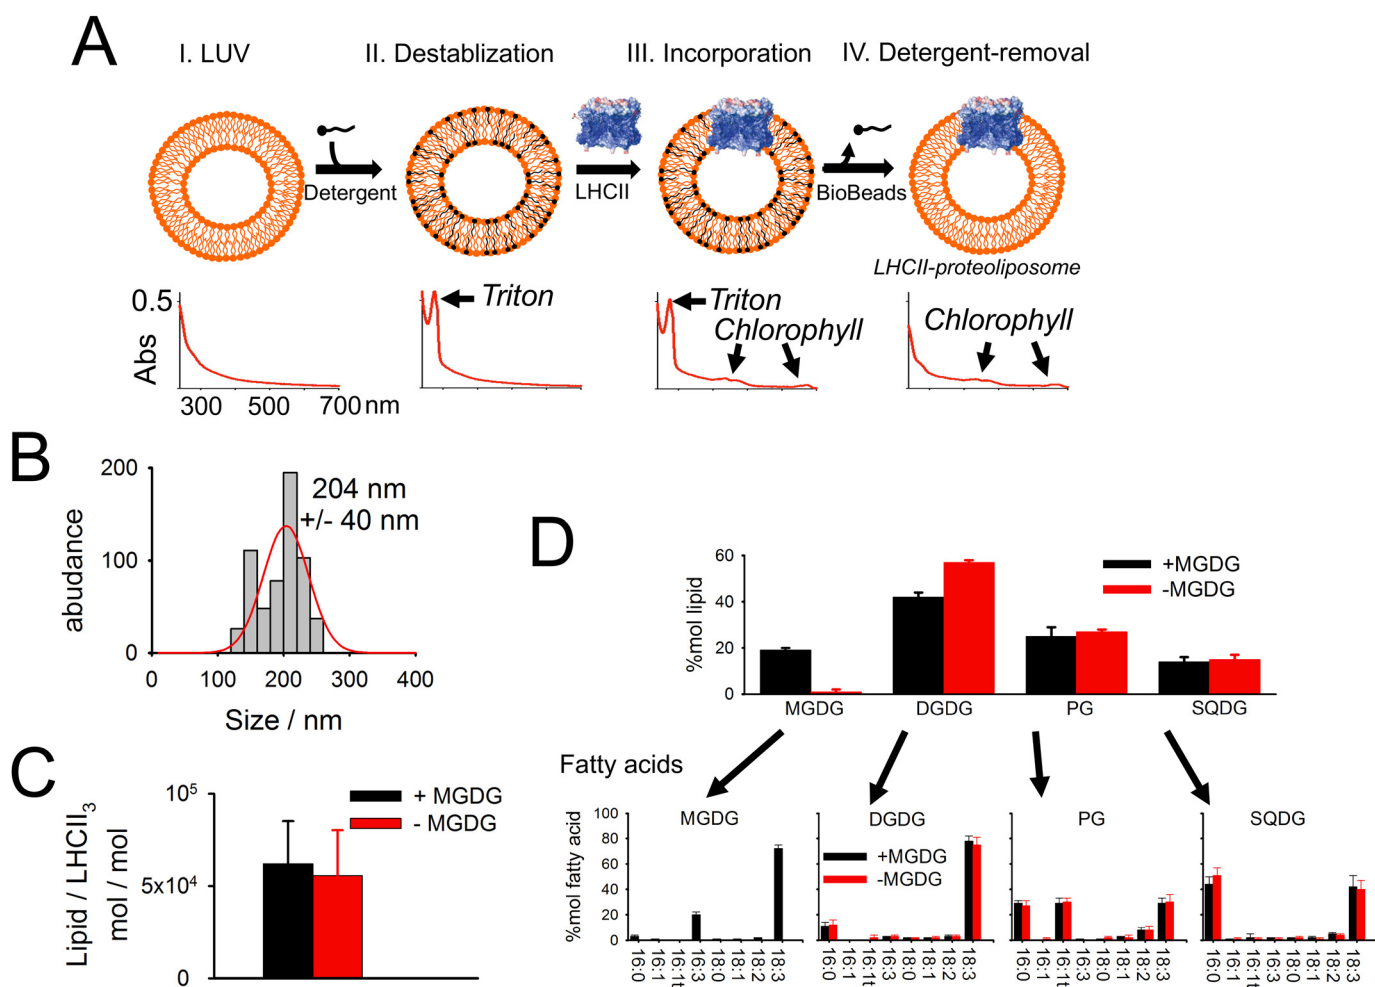 A
I. LUV
II. Destablization
III. Incorporation
IV. Detergent-removal
Detergent
LHCII
BioBeads
LHCII-proteoliposome
0.5
Abs
300 500 700 nm
Triton
Triton
Chlorophyll
Chlorophyll
B
200
100
0
abudance
204 nm
+/- 40 nm
0 100 200 300 400
Size / nm
C
10⁵
5x10⁴
0
Lipid / LHCII₃
mol / mol
+ MGDG
- MGDG
D
60
40
20
0
%mol lipid
+MGDG
-MGDG
MGDG DGDG PG SQDG
Fatty acids
100
80
60
40
20
0
%mol fatty acid
MGDG
16:0 16:1 16:1t 16:3 18:0 18:1 18:2 18:3
DGDG
+MGDG
-MGDG
16:0 16:1 16:1t 16:3 18:0 18:1 18:2 18:3
PG
16:0 16:1 16:1t 16:3 18:0 18:1 18:2 18:3
SQDG
16:0 16:1 16:1t 16:3 18:0 18:1 18:2 18:3